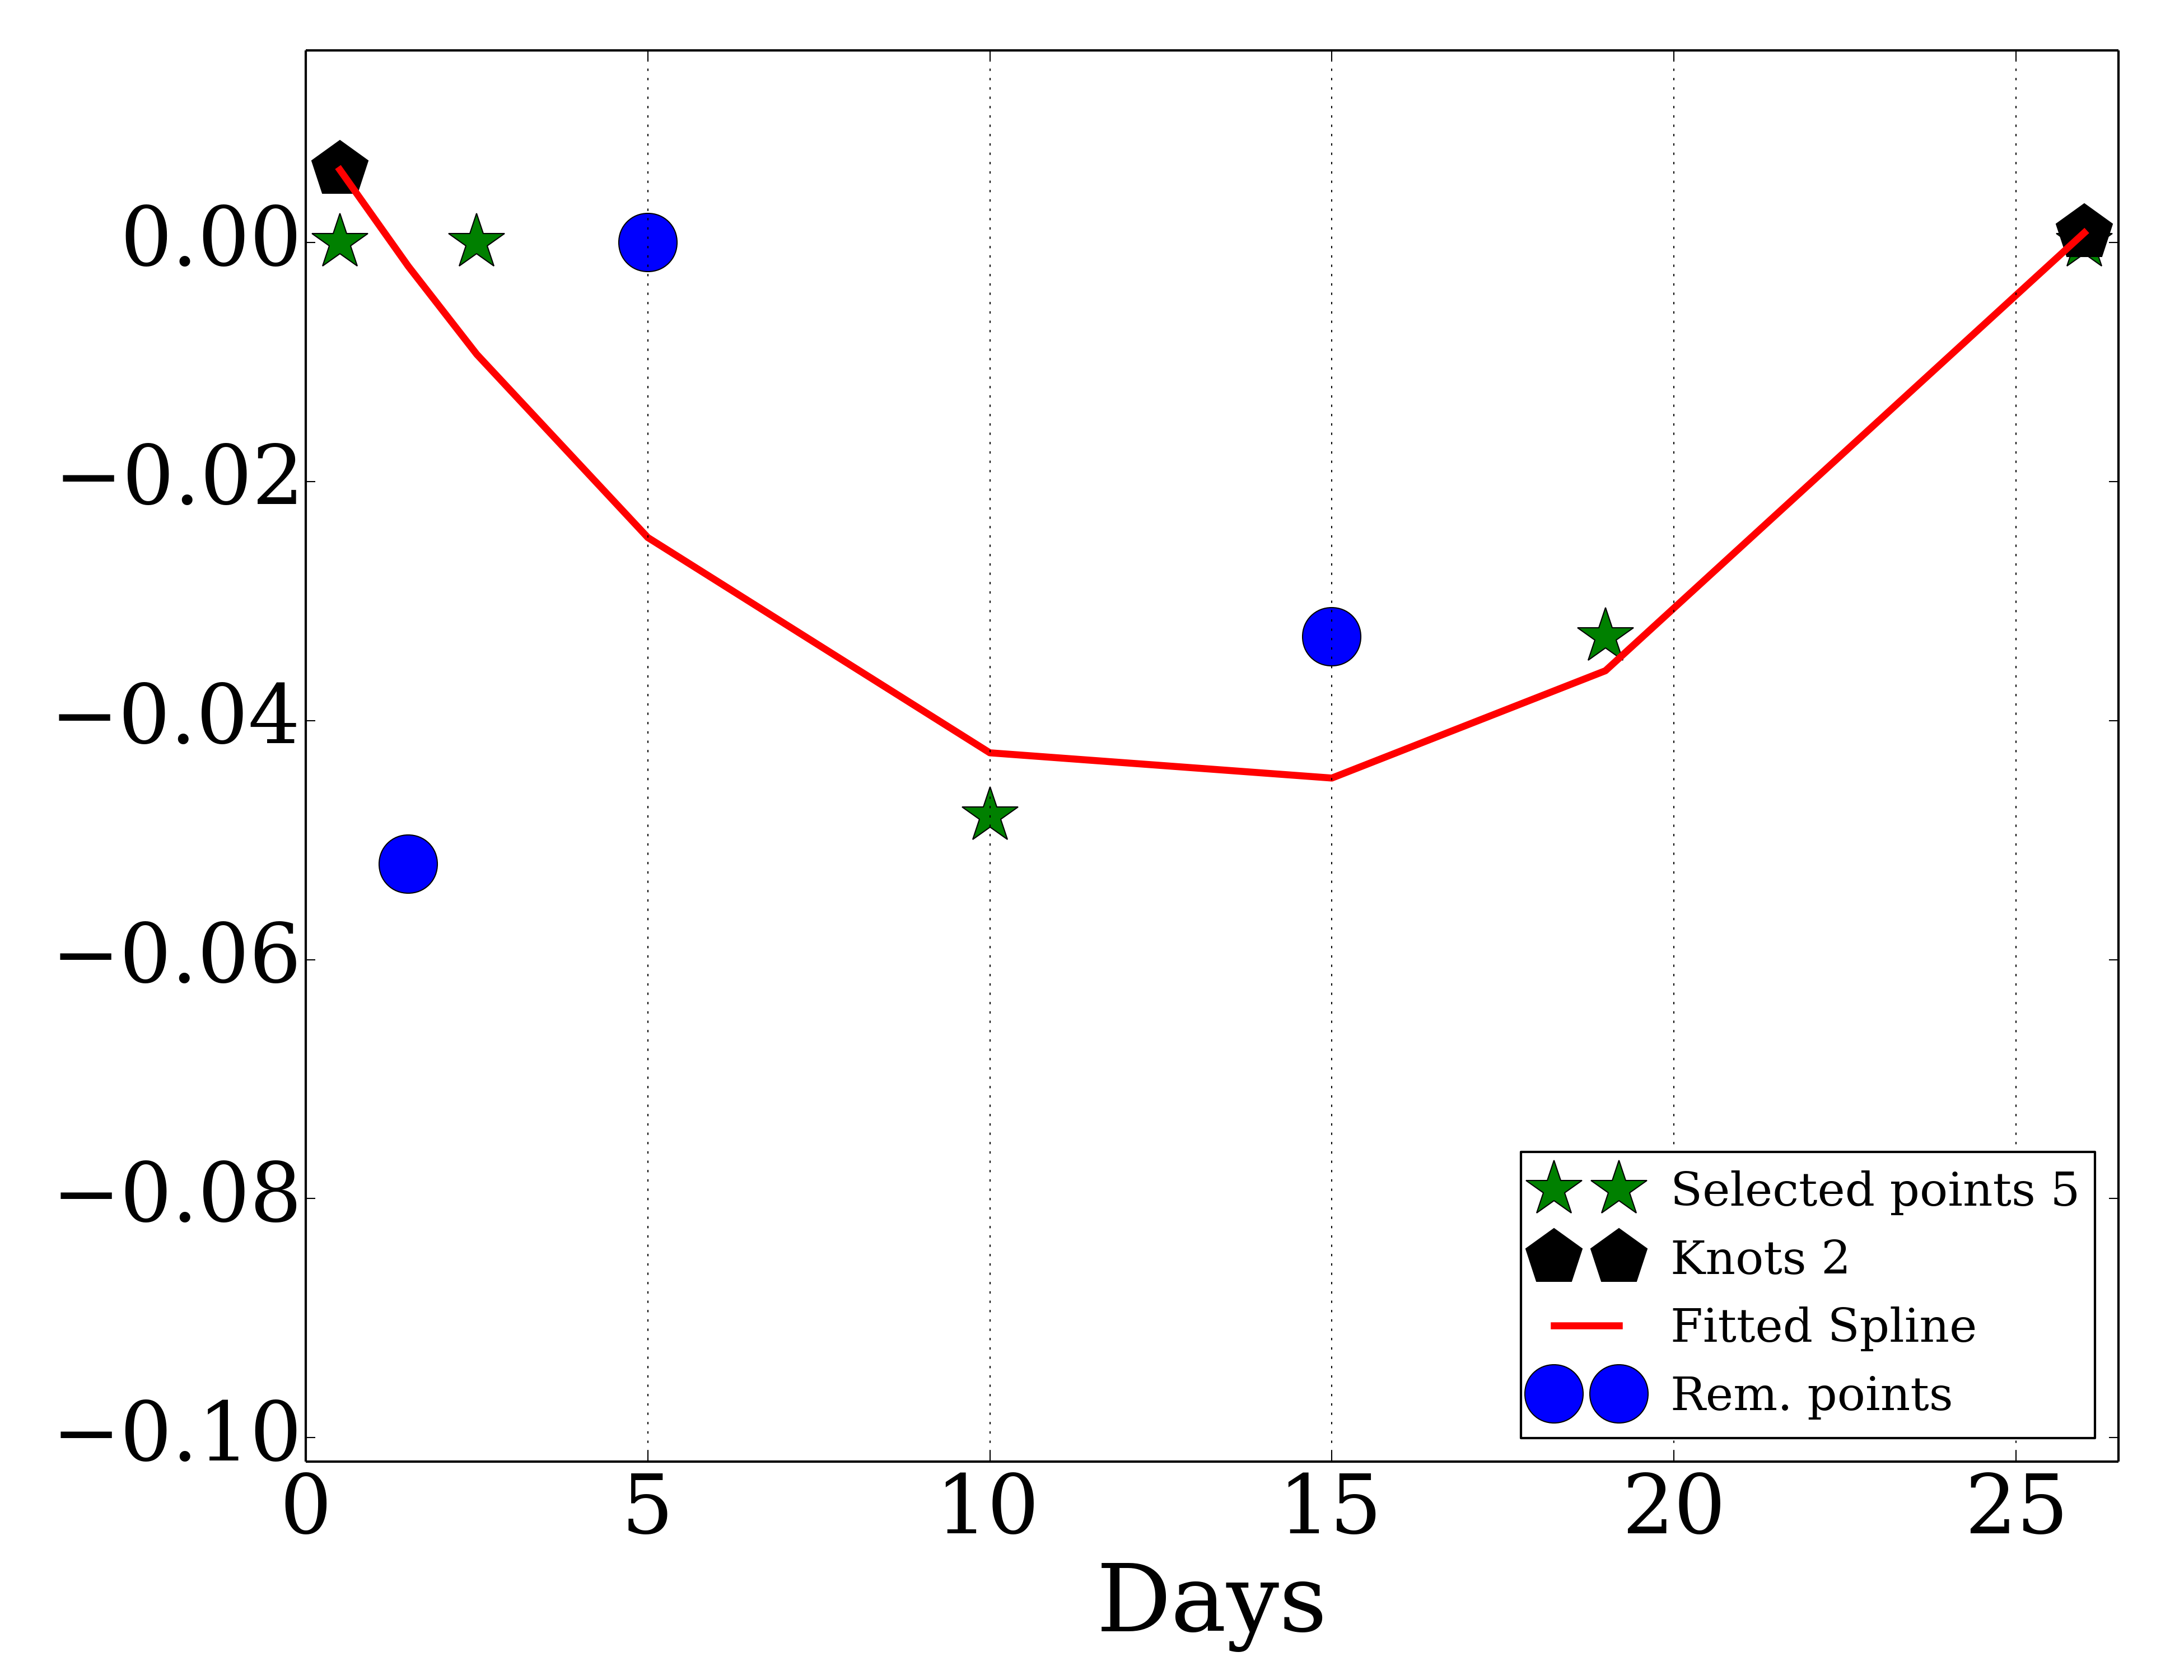 0.00
−0.02
−0.04
−0.06
−0.08
−0.10
0 5 10 15 20 25
Days
Selected points 5
Knots 2
Fitted Spline
Rem. points